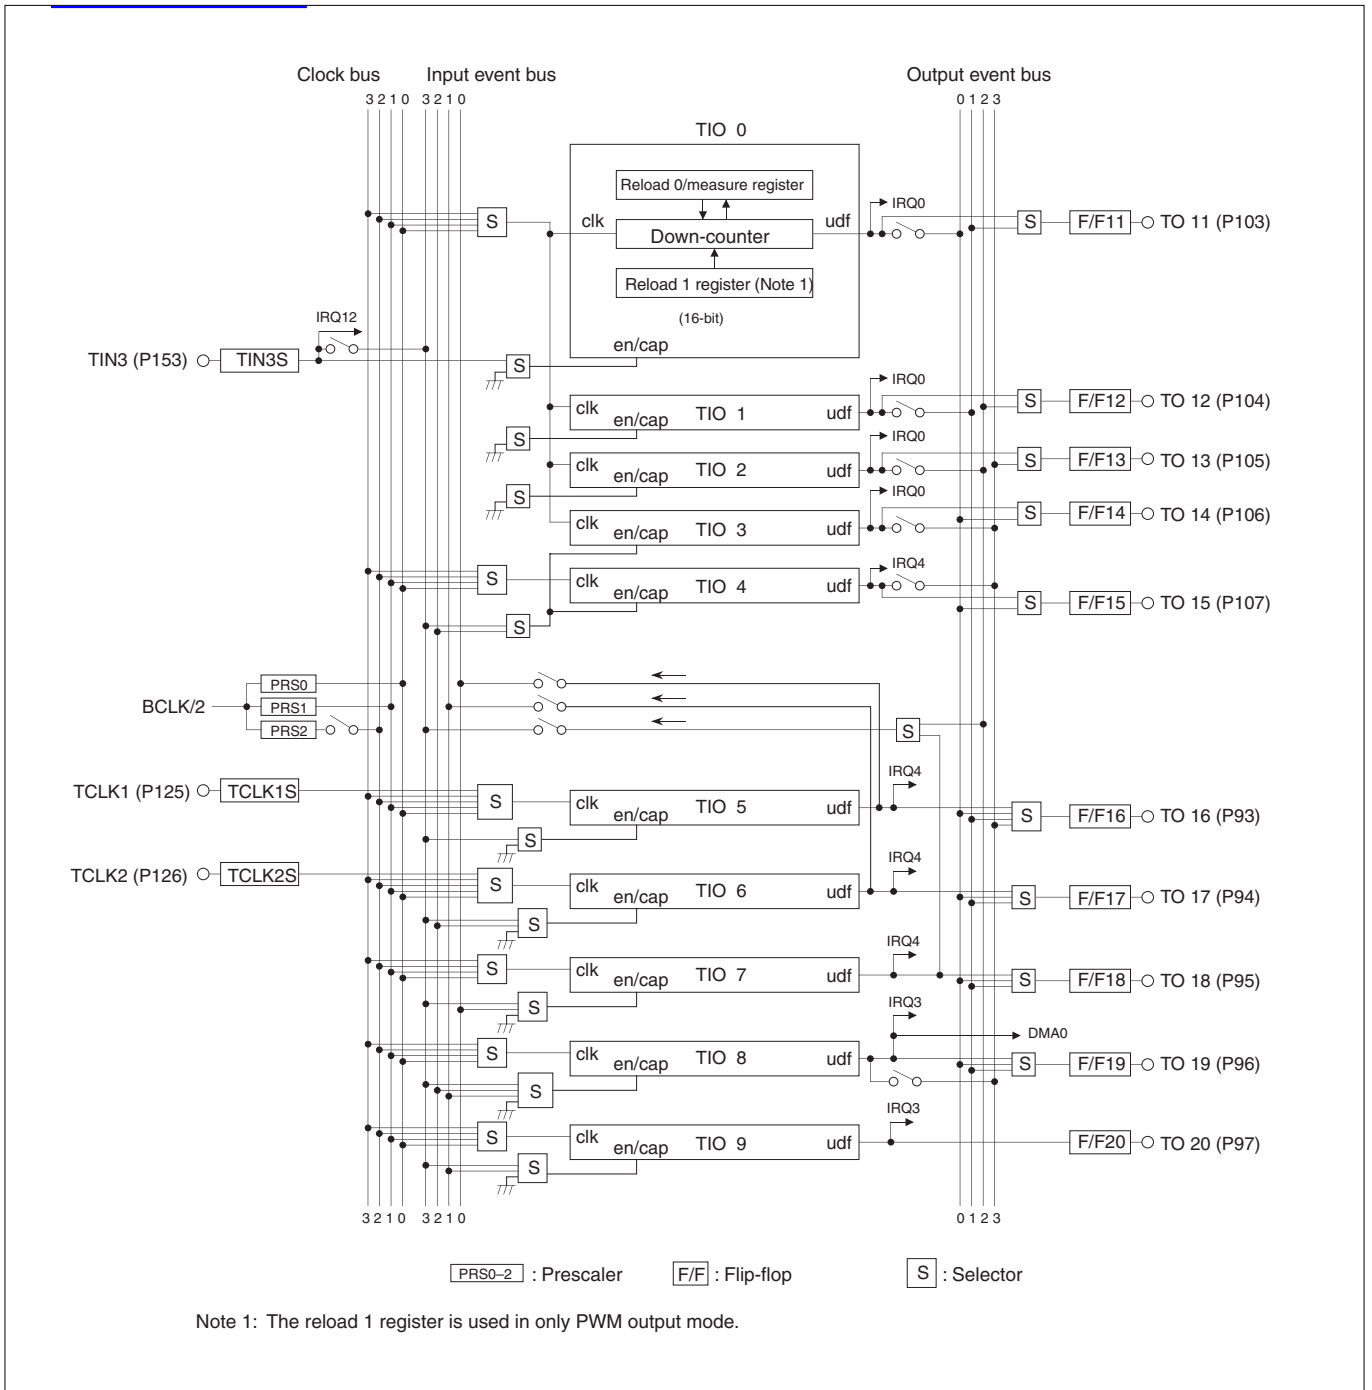 Clock bus
Input event bus
Output event bus
3 2 1 0
3 2 1 0
0 1 2 3
TIO 0
Reload 0/measure register
IRQ0
S
clk
Down-counter
udf
S
F/F11
TO 11 (P103)
Reload 1 register (Note 1)
(16-bit)
IRQ12
en/cap
TIN3 (P153)
TIN3S
S
IRQ0
clk
TIO 1
udf
S
F/F12
TO 12 (P104)
en/cap
S
IRQ0
clk
TIO 2
udf
S
F/F13
TO 13 (P105)
en/cap
S
IRQ0
clk
TIO 3
udf
S
F/F14
TO 14 (P106)
en/cap
IRQ4
S
clk
TIO 4
udf
S
F/F15
TO 15 (P107)
en/cap
S
PRS0
BCLK/2
PRS1
PRS2
S
IRQ4
TCLK1 (P125)
TCLK1S
S
clk
TIO 5
udf
S
F/F16
TO 16 (P93)
en/cap
S
IRQ4
TCLK2 (P126)
TCLK2S
S
clk
TIO 6
udf
S
F/F17
TO 17 (P94)
en/cap
S
IRQ4
S
clk
TIO 7
udf
S
F/F18
TO 18 (P95)
en/cap
S
IRQ3
DMA0
S
clk
TIO 8
udf
S
F/F19
TO 19 (P96)
en/cap
S
IRQ3
S
clk
TIO 9
udf
F/F20
TO 20 (P97)
en/cap
S
3 2 1 0
3 2 1 0
0 1 2 3
PRS0–2 : Prescaler
F/F : Flip-flop
S : Selector
Note 1: The reload 1 register is used in only PWM output mode.